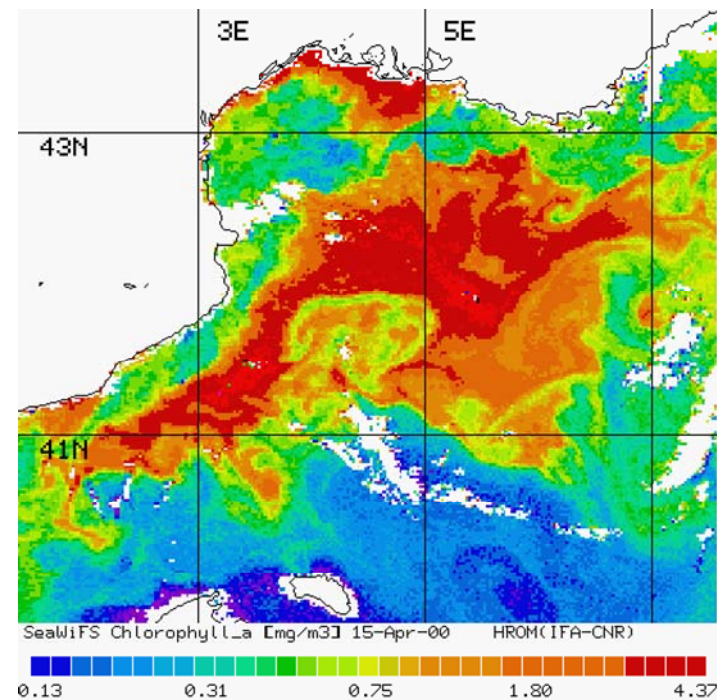 3E 5E
43N
41N
SeaWiFS Chlorophyll_a [mg/m3] 15-Apr-00 HROM(IFA-CNR)
0.13 0.31 0.75 1.80 4.37